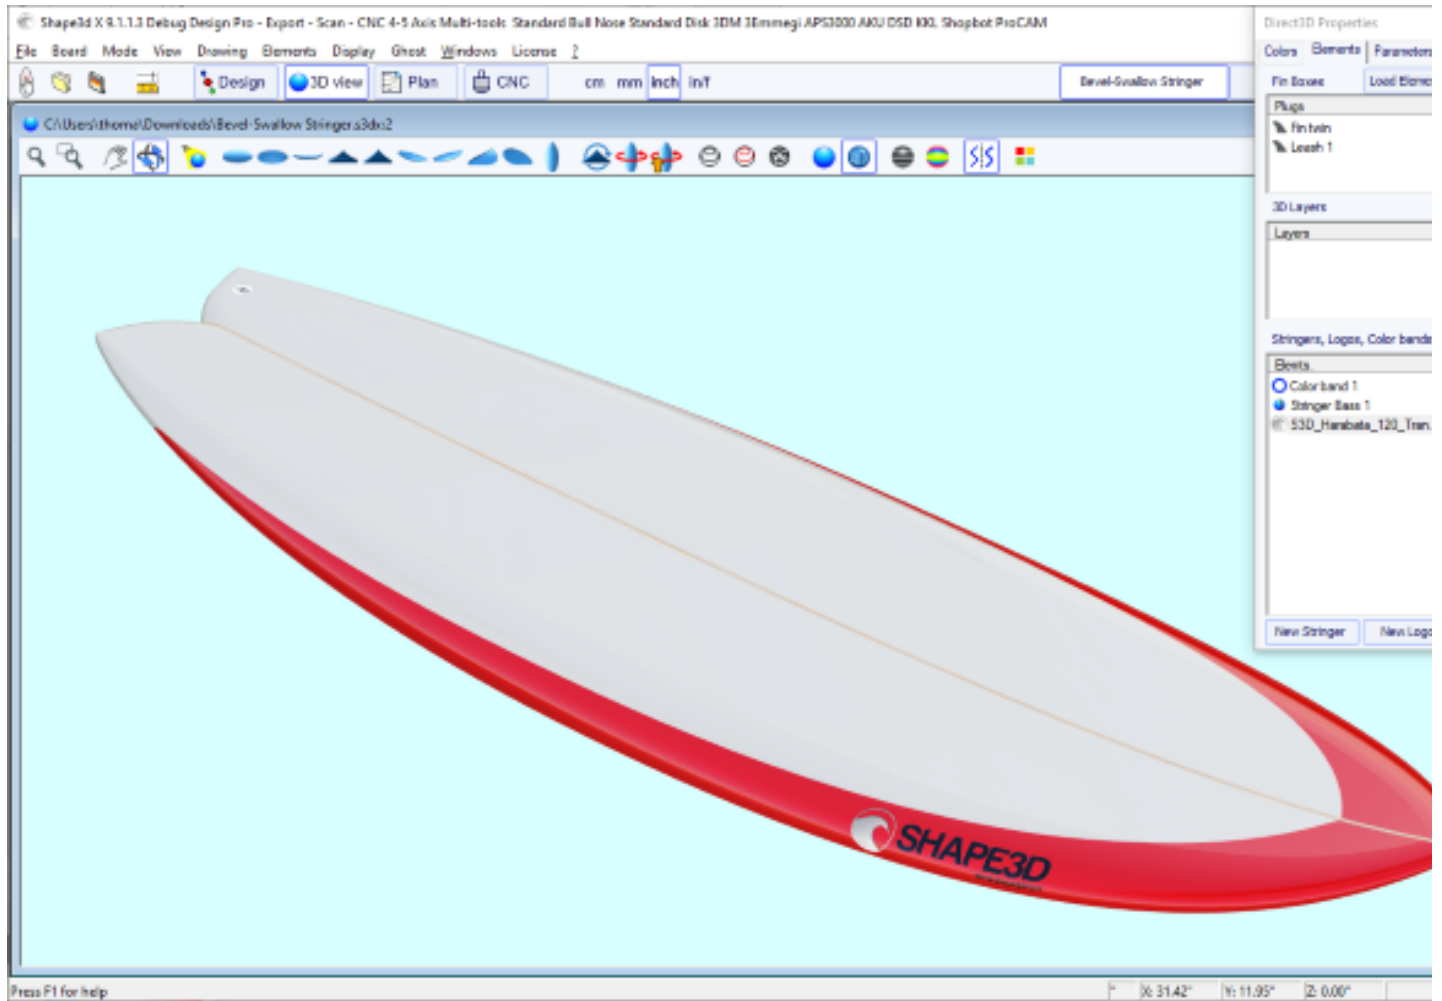 Shape3d X 9.1.1.3 Debug Design Pro - Export - Scan - CNC 4-5 Axis Multi-tools Standard Bull Nose Standard Disk 3DM 3Emmegi APS3000 AKU DSD KKL Shopbot ProCAM
File Board Mode View Drawing Elements Display Ghost Windows License ?
Design 3D view Plan CNC cm mm inch in/f Bevel-Swallow Stringer
C:\Users\thoma\Downloads\Bevel-Swallow Stringer.s3dx:2
Direct3D Properties
Colors Elements Parameters
Fin Boxes Load Eleme
Plugs
fin twin
Leash 1
3D Layers
Layers
Stringers, Logos, Color bands
Elemts.
Color band 1
Stringer Bass 1
S3D_Harabata_120_Tran.
New Stringer New Logo
SHAPE3D
Press F1 for help
" X: 31.42" Y: 11.95" Z: 0.00"